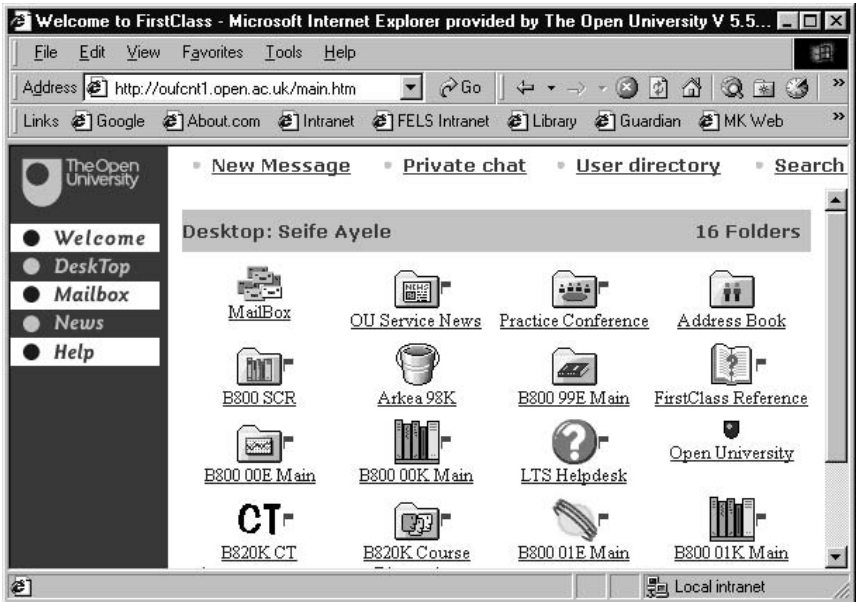 Welcome to FirstClass - Microsoft Internet Explorer provided by The Open University V 5.5...
File Edit View Favorites Tools Help
Address http://oufcnt1.open.ac.uk/main.htm Go
Links Google About.com Intranet FELS Intranet Library Guardian MK Web
The Open
University
New Message Private chat User directory Search
Welcome
DeskTop
Mailbox
News
Help
Desktop: Seife Ayele 16 Folders
MailBox OU Service News Practice Conference Address Book
B800 SCR Arkea 98K B800 99E Main FirstClass Reference
B800 00E Main B800 00K Main LTS Helpdesk Open University
CT
B820K CT B820K Course B800 01E Main B800 01K Main
Local intranet